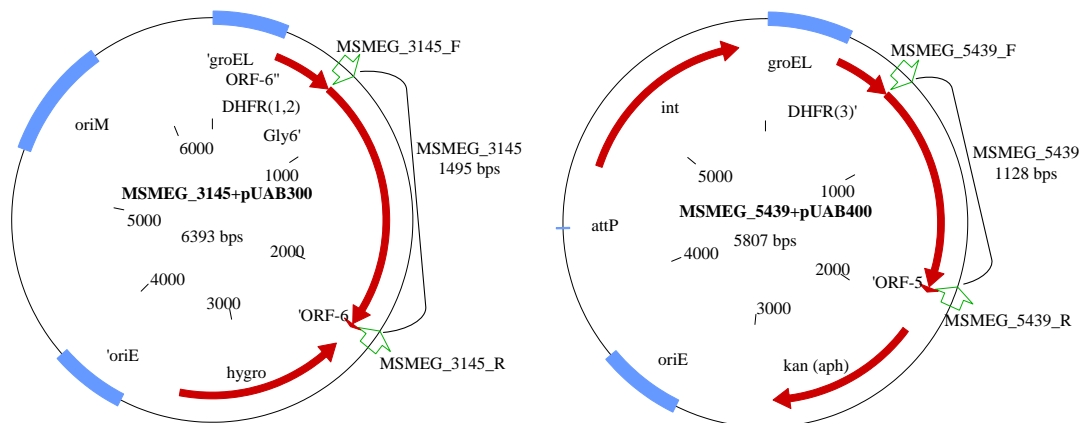 'groEL
MSMEG_3145_F
ORF-6"
DHFR(1,2)
Gly6'
oriM
6000
1000
MSMEG_3145
1495 bps
MSMEG_3145+pUAB300
5000
6393 bps
2000
4000
3000
'ORF-6
MSMEG_3145_R
'oriE
hygro
groEL
MSMEG_5439_F
int
DHFR(3)'
MSMEG_5439
1128 bps
5000
1000
MSMEG_5439+pUAB400
attP
5807 bps
4000
2000
'ORF-5
3000
MSMEG_5439_R
oriE
kan (aph)